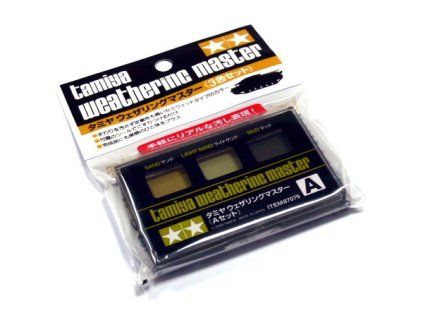 tamiya
weathering master
タミヤ ウェザリングマスター〈3色セット〉
手軽にリアルな汚し表現！
SAND サンド LIGHT SAND ライトサンド MUD マッド
tamiya weathering master
タミヤ ウェザリングマスター
〈Aセット〉
ITEM 87079
A